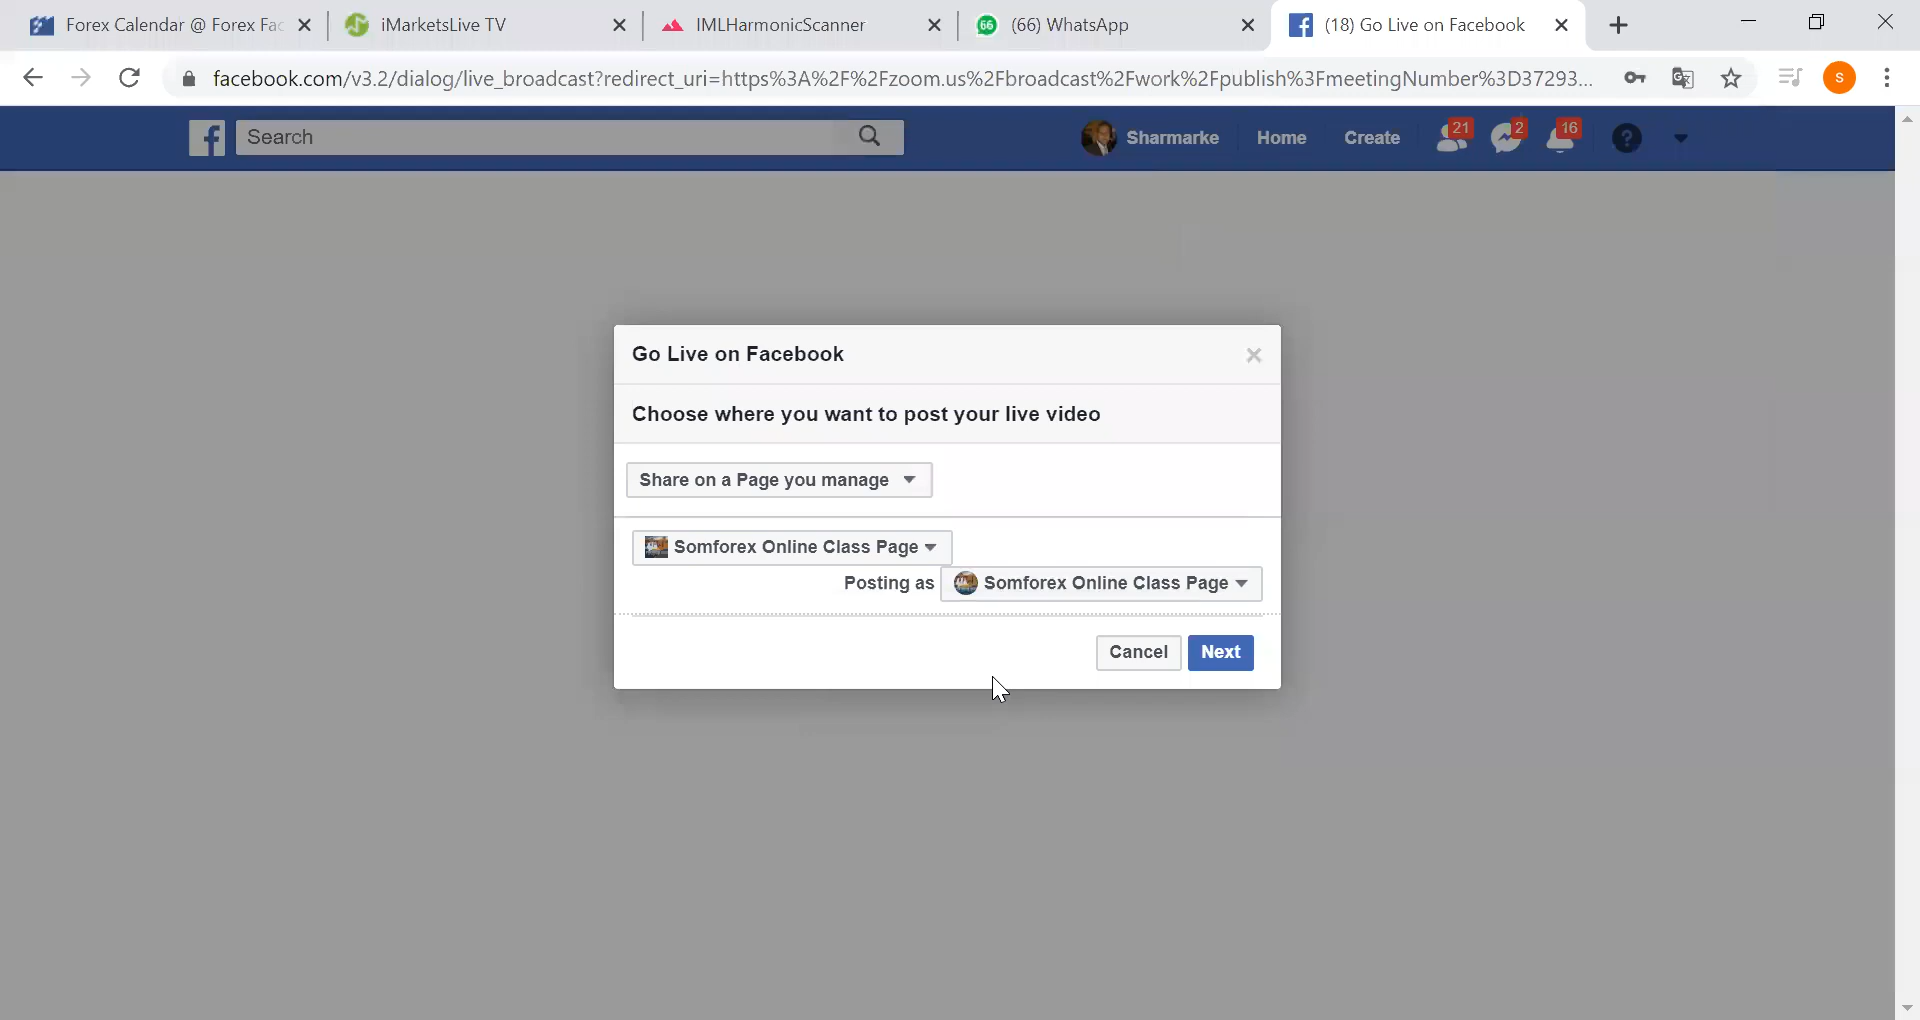 Forex Calendar @ Forex Fac
iMarketsLive TV
IMLHarmonicScanner
66 (66) WhatsApp
(18) Go Live on Facebook
facebook.com/v3.2/dialog/live_broadcast?redirect_uri=https%3A%2F%2Fzoom.us%2Fbroadcast%2Fwork%2Fpublish%3FmeetingNumber%3D37293...
S
Search
Sharmarke
Home
Create
21
2
16
Go Live on Facebook
Choose where you want to post your live video
Share on a Page you manage
Somforex Online Class Page
Posting as Somforex Online Class Page
Cancel Next